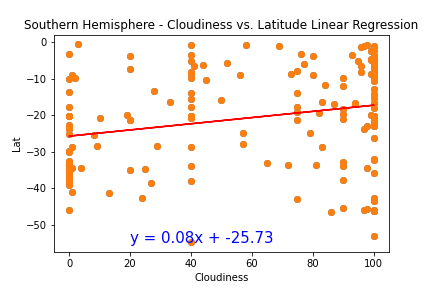 Southern Hemisphere - Cloudiness vs. Latitude Linear Regression
0
−10
−20
−30
−40
−50
Lat
y = 0.08x + -25.73
0 20 40 60 80 100
Cloudiness